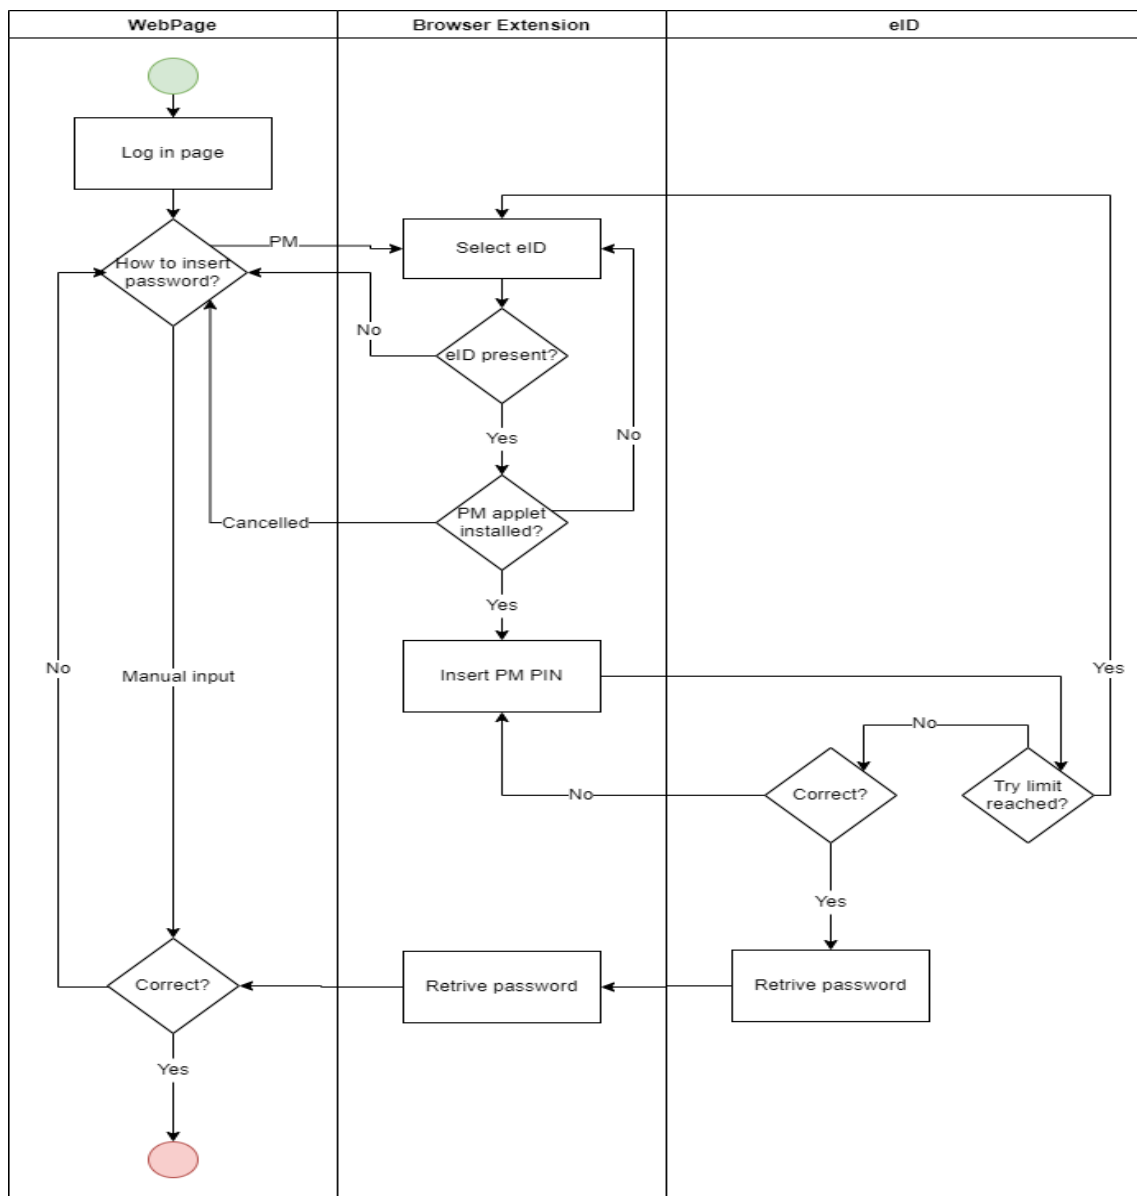 WebPage
Browser Extension
eID
Log in page
How to insert
password?
PM
Select eID
No
eID present?
Yes
No
PM applet
installed?
Cancelled
Yes
No
Manual input
Insert PM PIN
Yes
No
Correct?
Try limit
reached?
No
Yes
Correct?
Retrive password
Retrive password
Yes